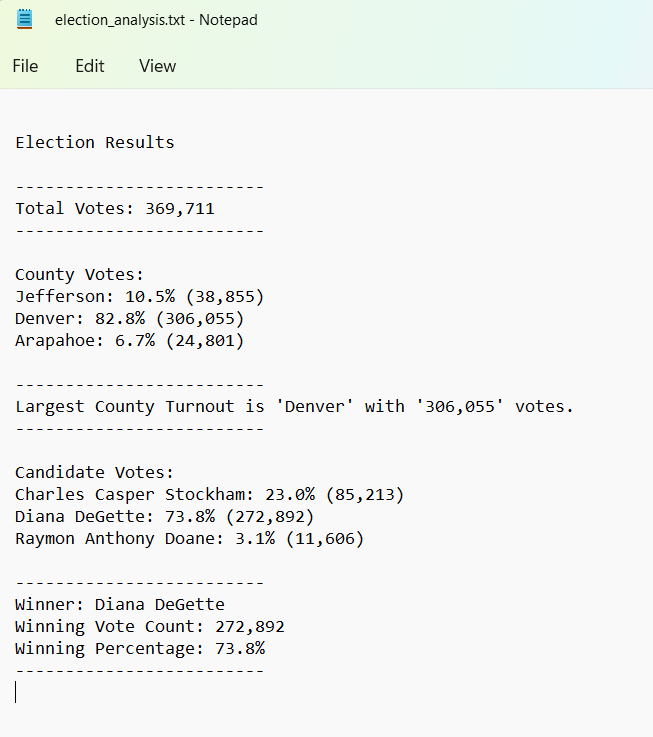 election_analysis.txt - Notepad
File Edit View
Election Results
-------------------------
Total Votes: 369,711
-------------------------
County Votes:
Jefferson: 10.5% (38,855)
Denver: 82.8% (306,055)
Arapahoe: 6.7% (24,801)
-------------------------
Largest County Turnout is 'Denver' with '306,055' votes.
-------------------------
Candidate Votes:
Charles Casper Stockham: 23.0% (85,213)
Diana DeGette: 73.8% (272,892)
Raymon Anthony Doane: 3.1% (11,606)
-------------------------
Winner: Diana DeGette
Winning Vote Count: 272,892
Winning Percentage: 73.8%
-------------------------